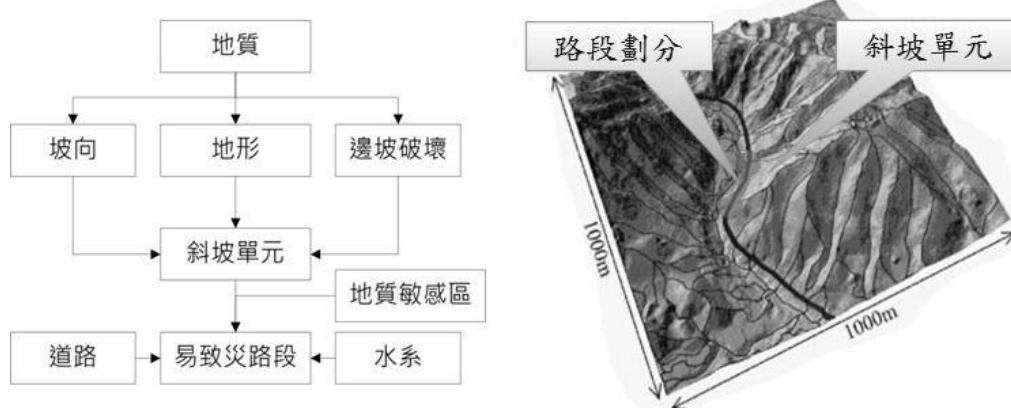 地質
坡向
地形
邊坡破壞
斜坡單元
地質敏感區
道路
易致災路段
水系
路段劃分
斜坡單元
1000m
1000m